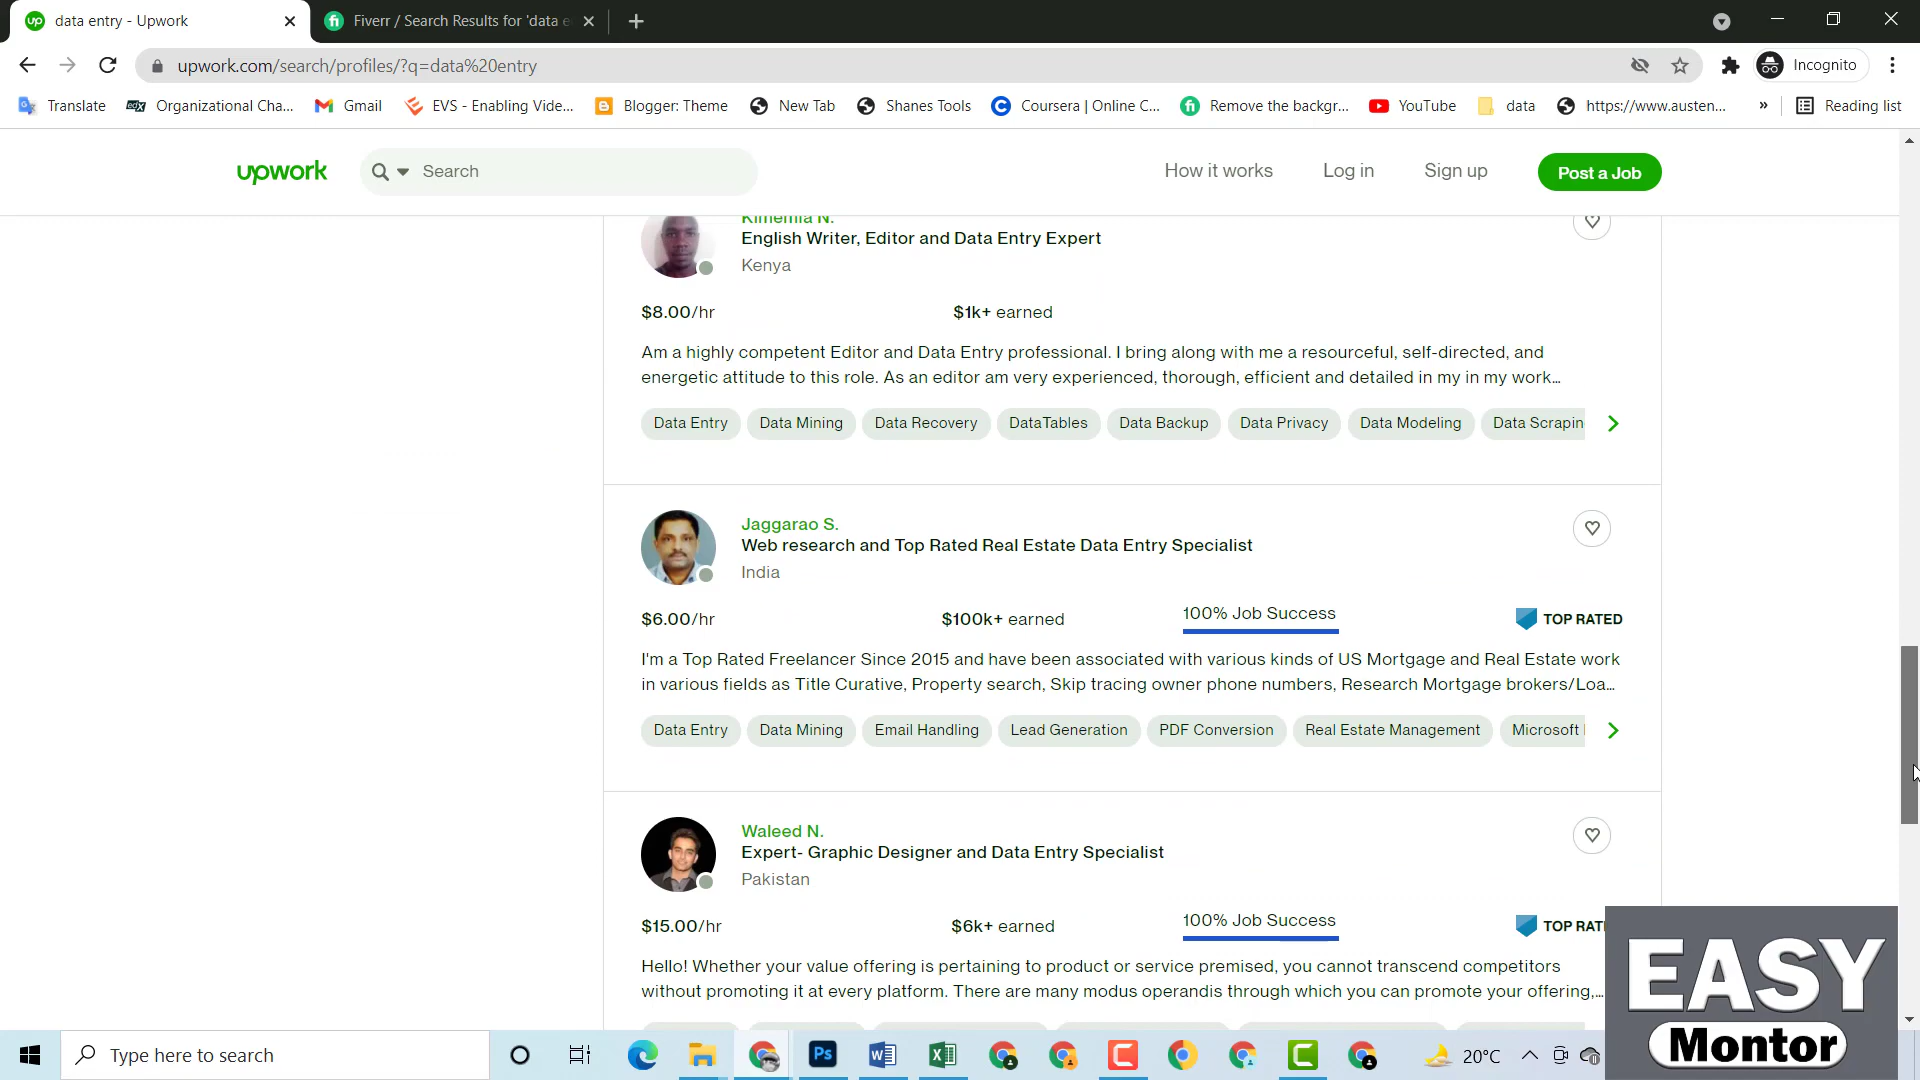 data entry - Upwork
Fiverr / Search Results for 'data e
upwork.com/search/profiles/?q=data%20entry
Incognito
Translate
Organizational Cha...
Gmail
EVS - Enabling Vide...
Blogger: Theme
New Tab
Shanes Tools
Coursera | Online C...
Remove the backgr...
YouTube
data
https://www.austen...
»
Reading list
upwork
Search
How it works
Log in
Sign up
Post a Job
Kimemia N.
English Writer, Editor and Data Entry Expert
Kenya
$8.00/hr
$1k+ earned
Am a highly competent Editor and Data Entry professional. I bring along with me a resourceful, self-directed, and
energetic attitude to this role. As an editor am very experienced, thorough, efficient and detailed in my in my work...
Data Entry
Data Mining
Data Recovery
DataTables
Data Backup
Data Privacy
Data Modeling
Data Scrapin
Jaggarao S.
Web research and Top Rated Real Estate Data Entry Specialist
India
$6.00/hr
$100k+ earned
100% Job Success
TOP RATED
I'm a Top Rated Freelancer Since 2015 and have been associated with various kinds of US Mortgage and Real Estate work
in various fields as Title Curative, Property search, Skip tracing owner phone numbers, Research Mortgage brokers/Loa...
Data Entry
Data Mining
Email Handling
Lead Generation
PDF Conversion
Real Estate Management
Microsoft
Waleed N.
Expert- Graphic Designer and Data Entry Specialist
Pakistan
$15.00/hr
$6k+ earned
100% Job Success
TOP RAT
Hello! Whether your value offering is pertaining to product or service premised, you cannot transcend competitors
without promoting it at every platform. There are many modus operandis through which you can promote your offering,...
EASY
Montor
Type here to search
20°C